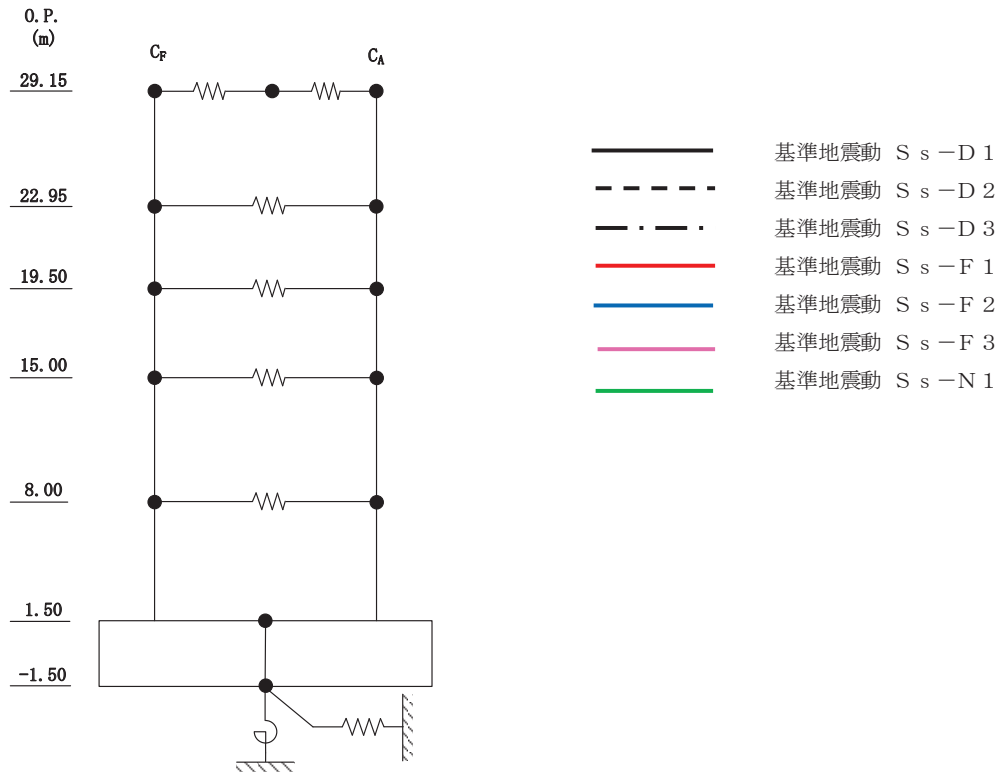 O.P.
(m)
C_F
C_A
29.15
22.95
19.50
15.00
8.00
1.50
-1.50
基準地震動 Ｓｓ－Ｄ１
基準地震動 Ｓｓ－Ｄ２
基準地震動 Ｓｓ－Ｄ３
基準地震動 Ｓｓ－Ｆ１
基準地震動 Ｓｓ－Ｆ２
基準地震動 Ｓｓ－Ｆ３
基準地震動 Ｓｓ－Ｎ１